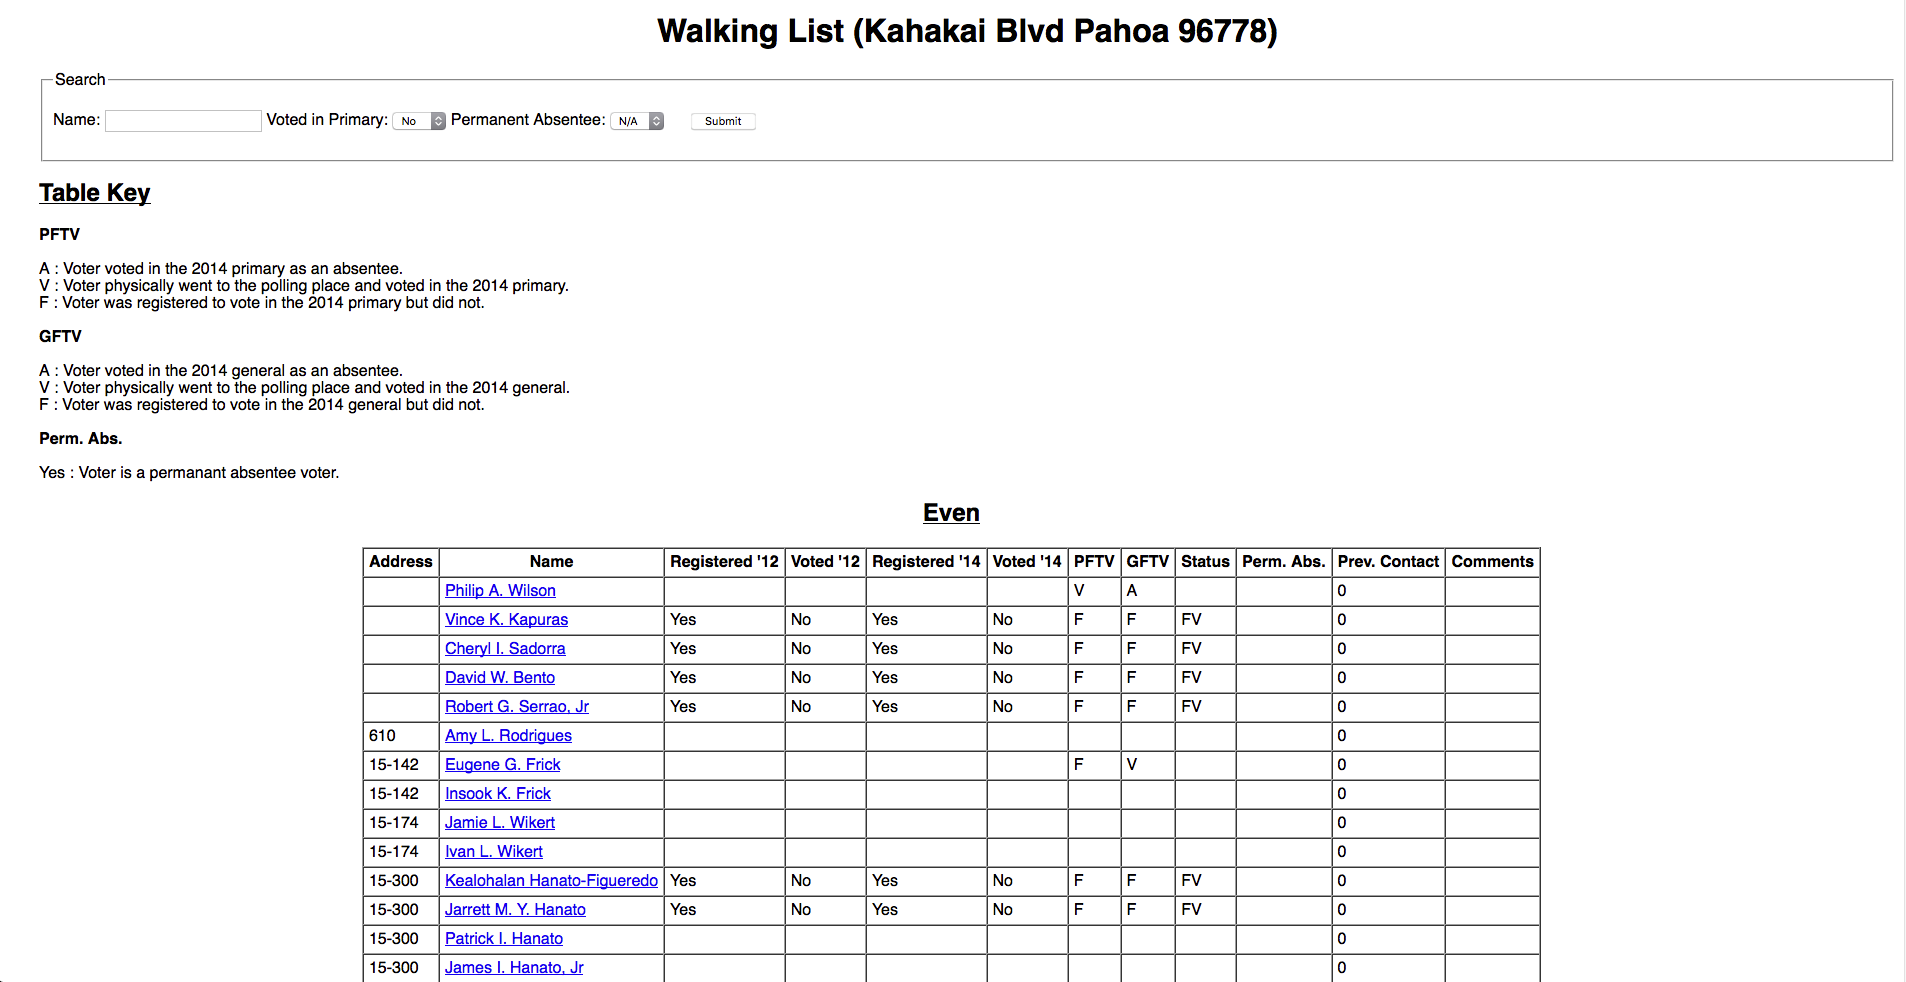 Walking List (Kahakai Blvd Pahoa 96778)
Search
Name: Voted in Primary: No Permanent Absentee: N/A Submit
Table Key
PFTV
A : Voter voted in the 2014 primary as an absentee.
V : Voter physically went to the polling place and voted in the 2014 primary.
F : Voter was registered to vote in the 2014 primary but did not.
GFTV
A : Voter voted in the 2014 general as an absentee.
V : Voter physically went to the polling place and voted in the 2014 general.
F : Voter was registered to vote in the 2014 general but did not.
Perm. Abs.
Yes : Voter is a permanant absentee voter.
Even
Address Name Registered '12 Voted '12 Registered '14 Voted '14 PFTV GFTV Status Perm. Abs. Prev. Contact Comments
Philip A. Wilson V A 0
Vince K. Kapuras Yes No Yes No F F FV 0
Cheryl I. Sadorra Yes No Yes No F F FV 0
David W. Bento Yes No Yes No F F FV 0
Robert G. Serrao, Jr Yes No Yes No F F FV 0
610 Amy L. Rodrigues 0
15-142 Eugene G. Frick F V 0
15-142 Insook K. Frick 0
15-174 Jamie L. Wikert 0
15-174 Ivan L. Wikert 0
15-300 Kealohalan Hanato-Figueredo Yes No Yes No F F FV 0
15-300 Jarrett M. Y. Hanato Yes No Yes No F F FV 0
15-300 Patrick I. Hanato 0
15-300 James I. Hanato, Jr 0